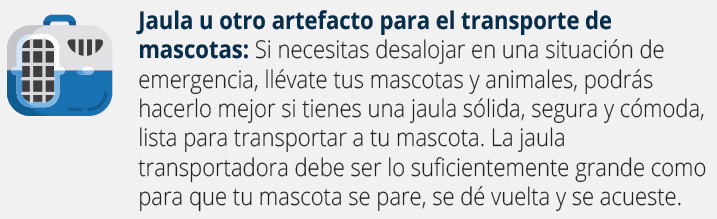 Jaula u otro artefacto para el transporte de
mascotas: Si necesitas desalojar en una situación de
emergencia, llévate tus mascotas y animales, podrás
hacerlo mejor si tienes una jaula sólida, segura y cómoda,
lista para transportar a tu mascota. La jaula
transportadora debe ser lo suficientemente grande como
para que tu mascota se pare, se dé vuelta y se acueste.